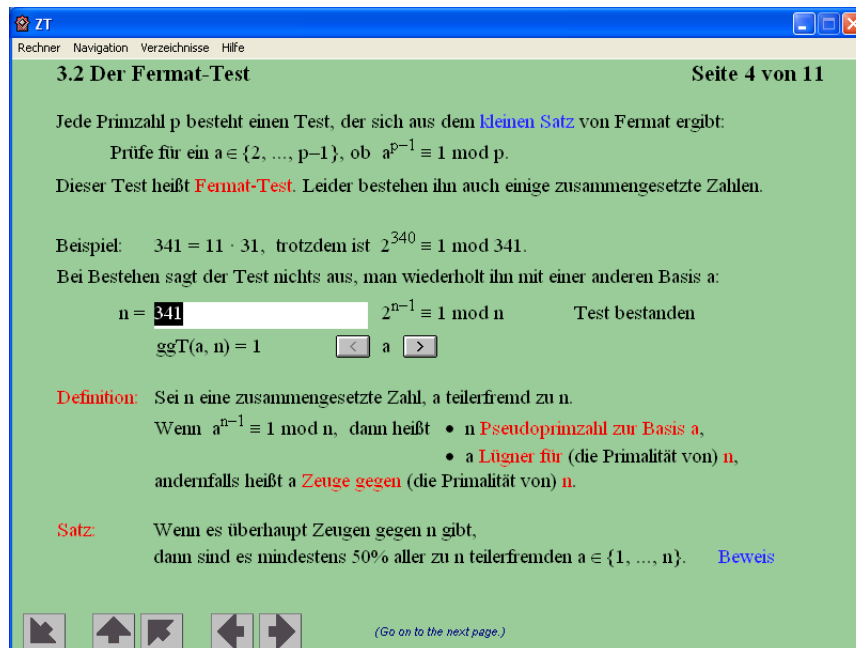 ZT
Rechner Navigation Verzeichnisse Hilfe
3.2 Der Fermat-Test Seite 4 von 11
Jede Primzahl p besteht einen Test, der sich aus dem kleinen Satz von Fermat ergibt:
Prüfe für ein a ∈ {2, ..., p−1}, ob a^{p−1} ≡ 1 mod p.
Dieser Test heißt Fermat-Test. Leider bestehen ihn auch einige zusammengesetzte Zahlen.
Beispiel: 341 = 11 · 31, trotzdem ist 2^{340} ≡ 1 mod 341.
Bei Bestehen sagt der Test nichts aus, man wiederholt ihn mit einer anderen Basis a:
n = 341 2^{n−1} ≡ 1 mod n Test bestanden
ggT(a, n) = 1 < a >
Definition: Sei n eine zusammengesetzte Zahl, a teilerfremd zu n.
Wenn a^{n−1} ≡ 1 mod n, dann heißt • n Pseudoprimzahl zur Basis a,
• a Lügner für (die Primalität von) n,
andernfalls heißt a Zeuge gegen (die Primalität von) n.
Satz: Wenn es überhaupt Zeugen gegen n gibt,
dann sind es mindestens 50% aller zu n teilerfremden a ∈ {1, ..., n}. Beweis
(Go on to the next page.)